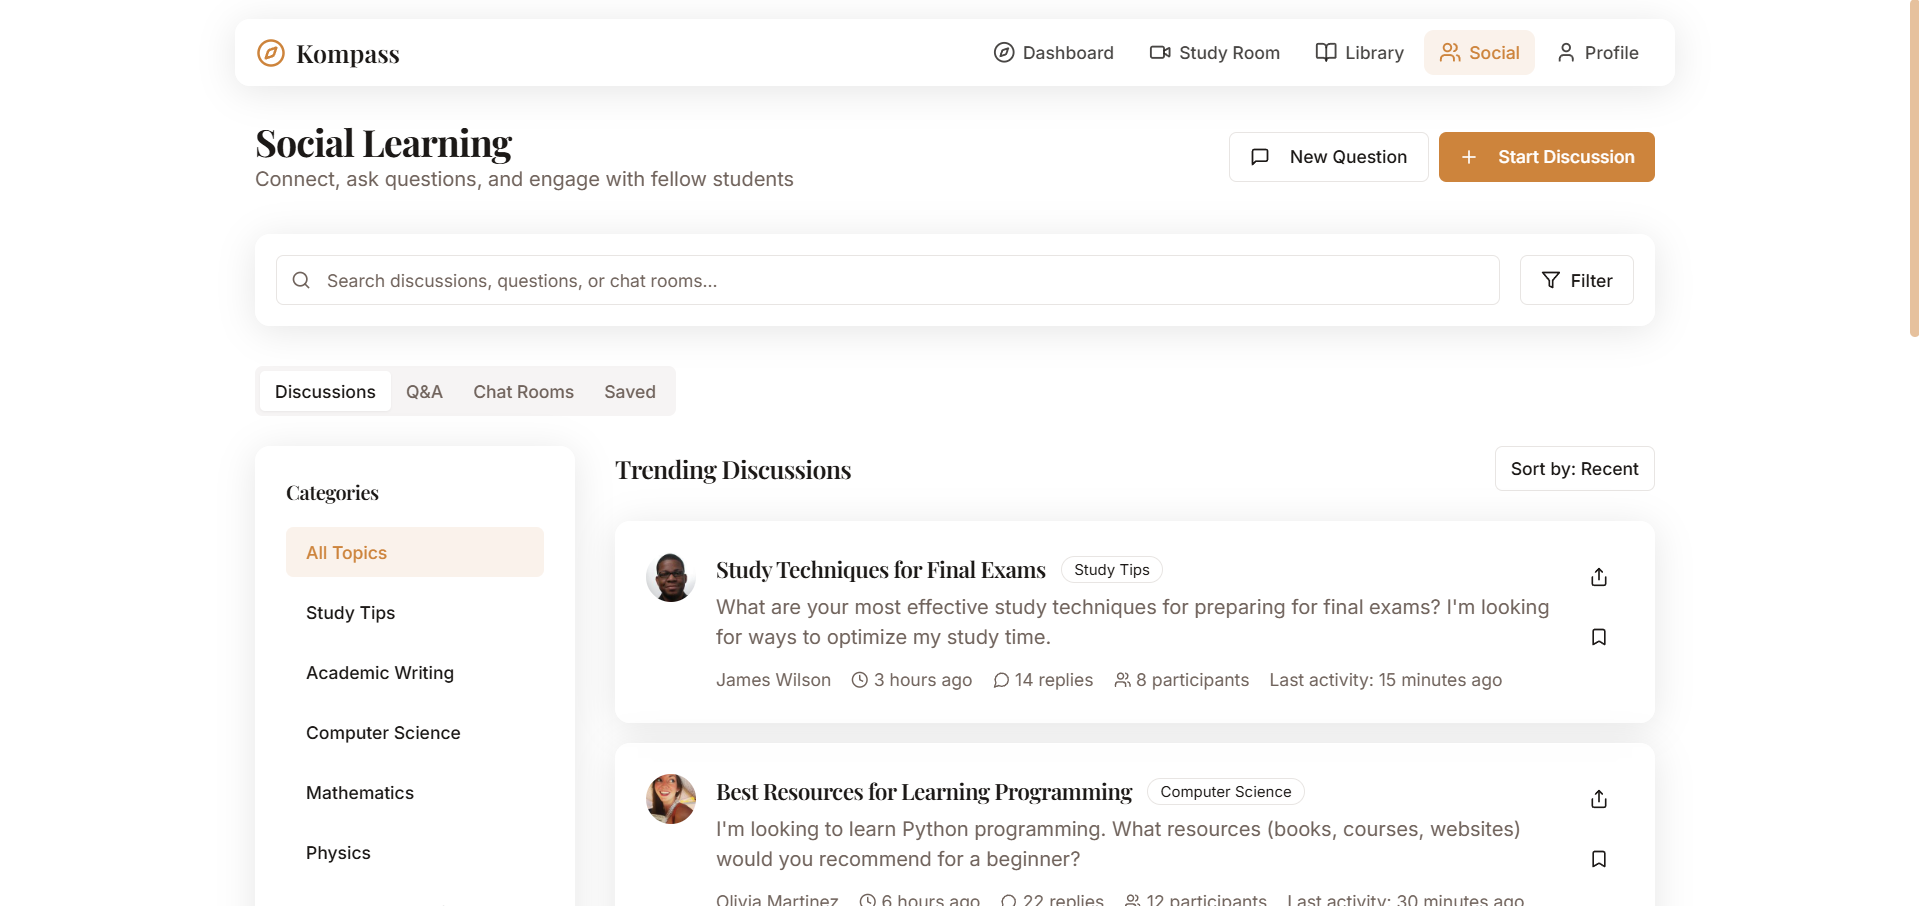 Kompass
Dashboard
Study Room
Library
Social
Profile
Social Learning
Connect, ask questions, and engage with fellow students
New Question
Start Discussion
Search discussions, questions, or chat rooms...
Filter
Discussions
Q&A
Chat Rooms
Saved
Categories
All Topics
Study Tips
Academic Writing
Computer Science
Mathematics
Physics
Trending Discussions
Sort by: Recent
Study Techniques for Final Exams
Study Tips
What are your most effective study techniques for preparing for final exams? I'm looking
for ways to optimize my study time.
James Wilson
3 hours ago
14 replies
8 participants
Last activity: 15 minutes ago
Best Resources for Learning Programming
Computer Science
I'm looking to learn Python programming. What resources (books, courses, websites)
would you recommend for a beginner?
Olivia Martinez
6 hours ago
22 replies
12 participants
Last activity: 30 minutes ago